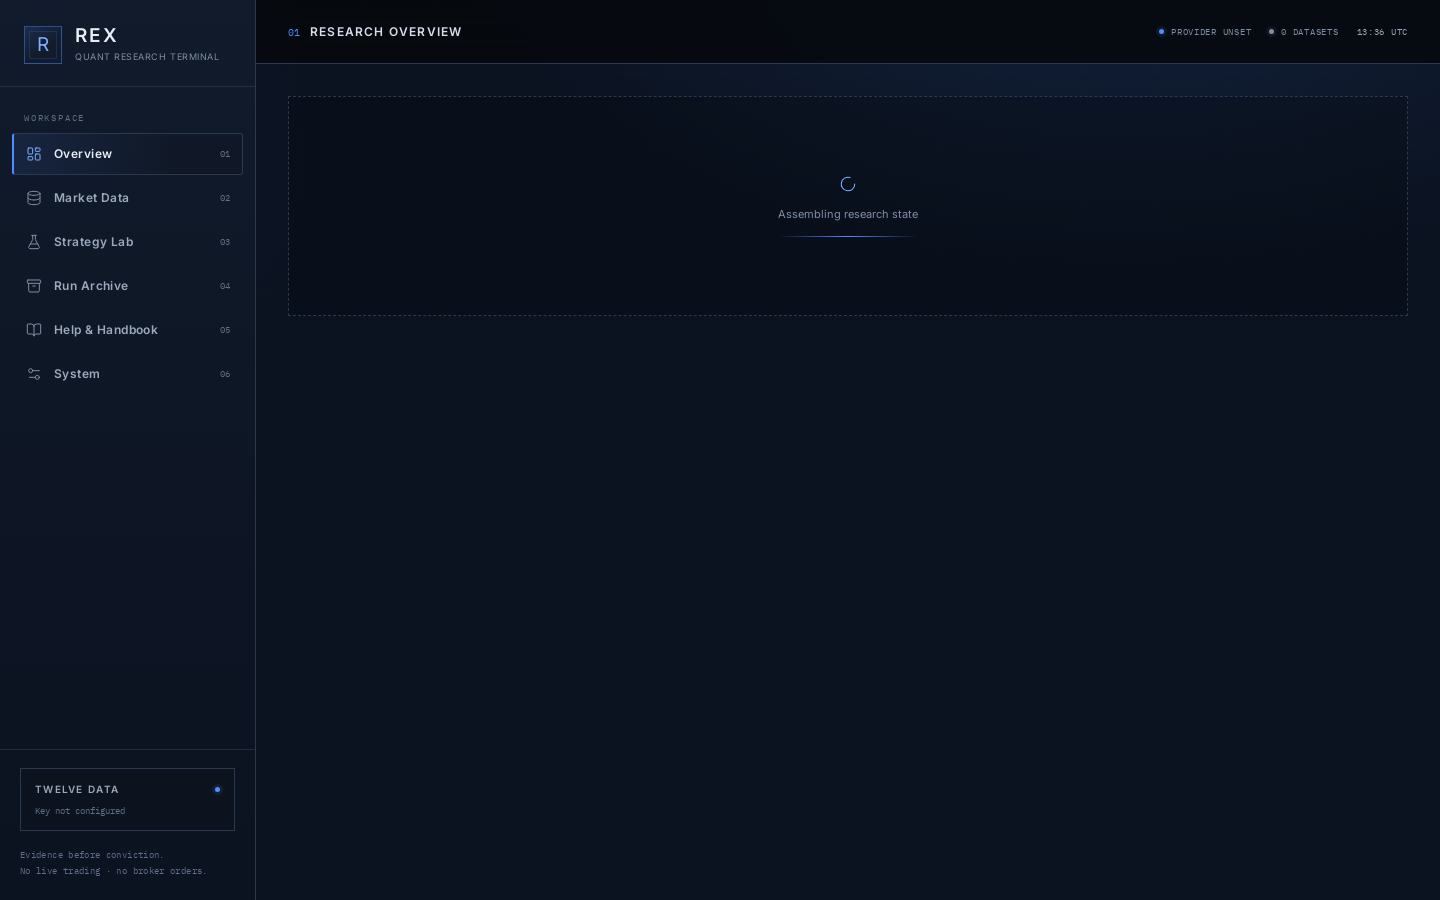 R
REX
QUANT RESEARCH TERMINAL
01 RESEARCH OVERVIEW
PROVIDER UNSET
0 DATASETS
13:36 UTC
WORKSPACE
Overview 01
Market Data 02
Strategy Lab 03
Run Archive 04
Help & Handbook 05
System 06
Assembling research state
TWELVE DATA
Key not configured
Evidence before conviction.
No live trading · no broker orders.